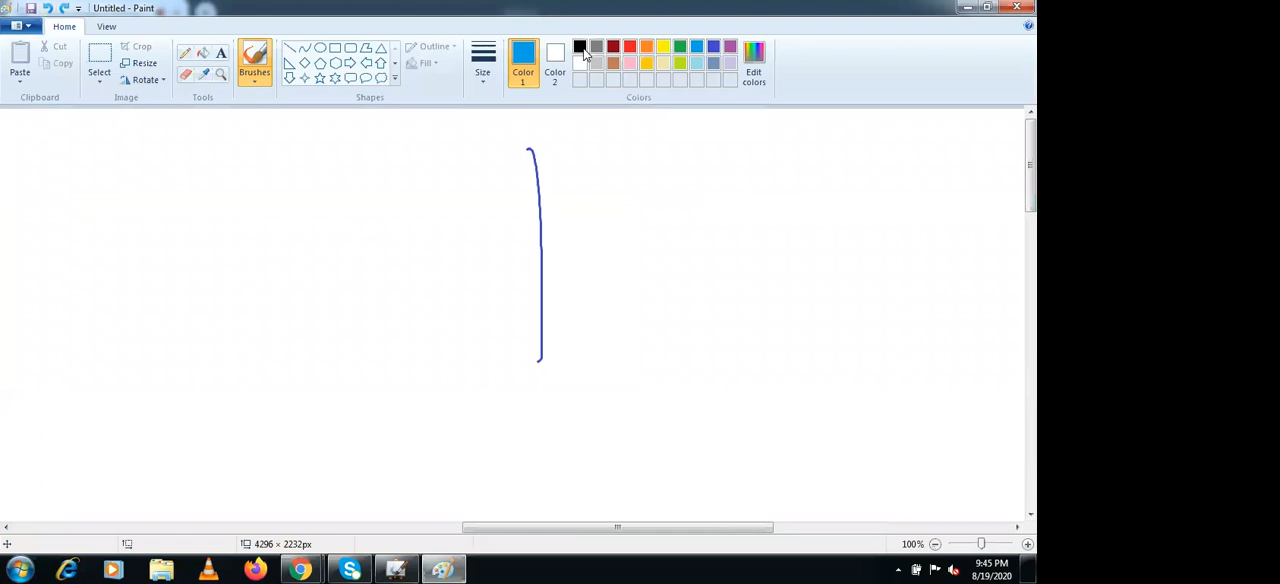 Untitled - Paint
Home View
Paste Cut Copy Select Crop Resize Rotate A Brushes Outline Fill Size Color 1 Color 2 Edit colors
Clipboard Image Tools Shapes Colors
4296 × 2232px 100%
9:45 PM
8/19/2020